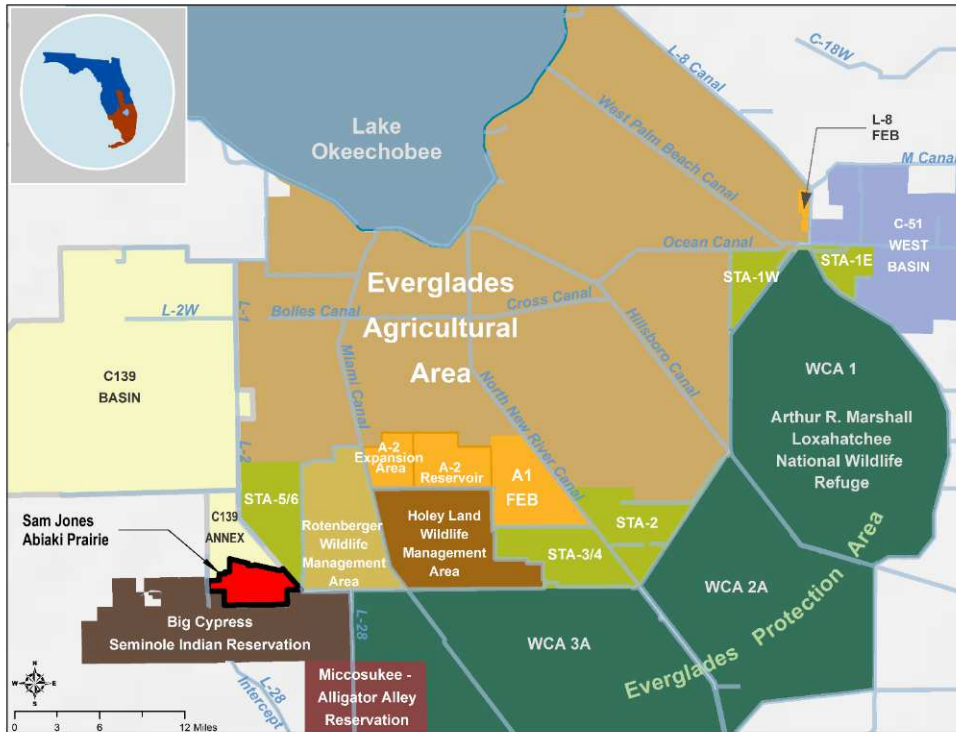 C-18W
L-8 Canal
L-8
FEB
M Canal
Lake
Okeechobee
West Palm Beach Canal
C-51
WEST
BASIN
Ocean Canal
STA-1W
STA-1E
Everglades
Agricultural
Area
L-2W
L-1
Bolles Canal
Cross Canal
Hillsboro Canal
Miami Canal
North New River Canal
C139
BASIN
WCA 1
Arthur R. Marshall
Loxahatchee
National Wildlife
Refuge
L-2
A-2
Expansion
Area
A-2
Reservoir
A1
FEB
STA-5/6
Sam Jones
Abiaki Prairie
C139
ANNEX
Rotenberger
Wildlife
Management
Area
Holey Land
Wildlife
Management
Area
STA-2
STA-3/4
WCA 2A
Everglades Protection Area
Big Cypress
Seminole Indian Reservation
L-28
WCA 3A
Miccosukee -
Alligator Alley
Reservation
L-28
Intercept
N
W E
S
0 3 6 12 Miles